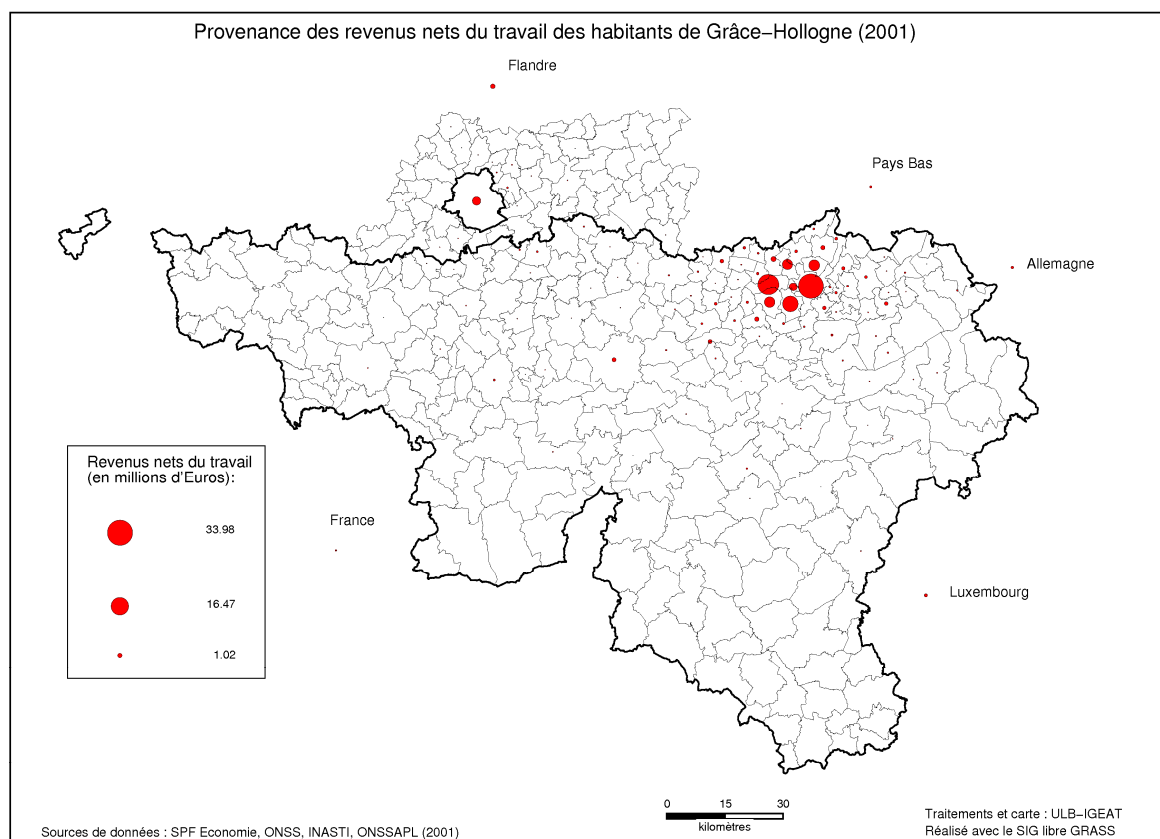 Provenance des revenus nets du travail des habitants de Grâce−Hollogne (2001)
Flandre
Pays Bas
Allemagne
Revenus nets du travail
(en millions d'Euros):
33.98
16.47
1.02
France
Luxembourg
0 15 30
kilomètres
Sources de données : SPF Economie, ONSS, INASTI, ONSSAPL (2001)
Traitements et carte : ULB−IGEAT
Réalisé avec le SIG libre GRASS